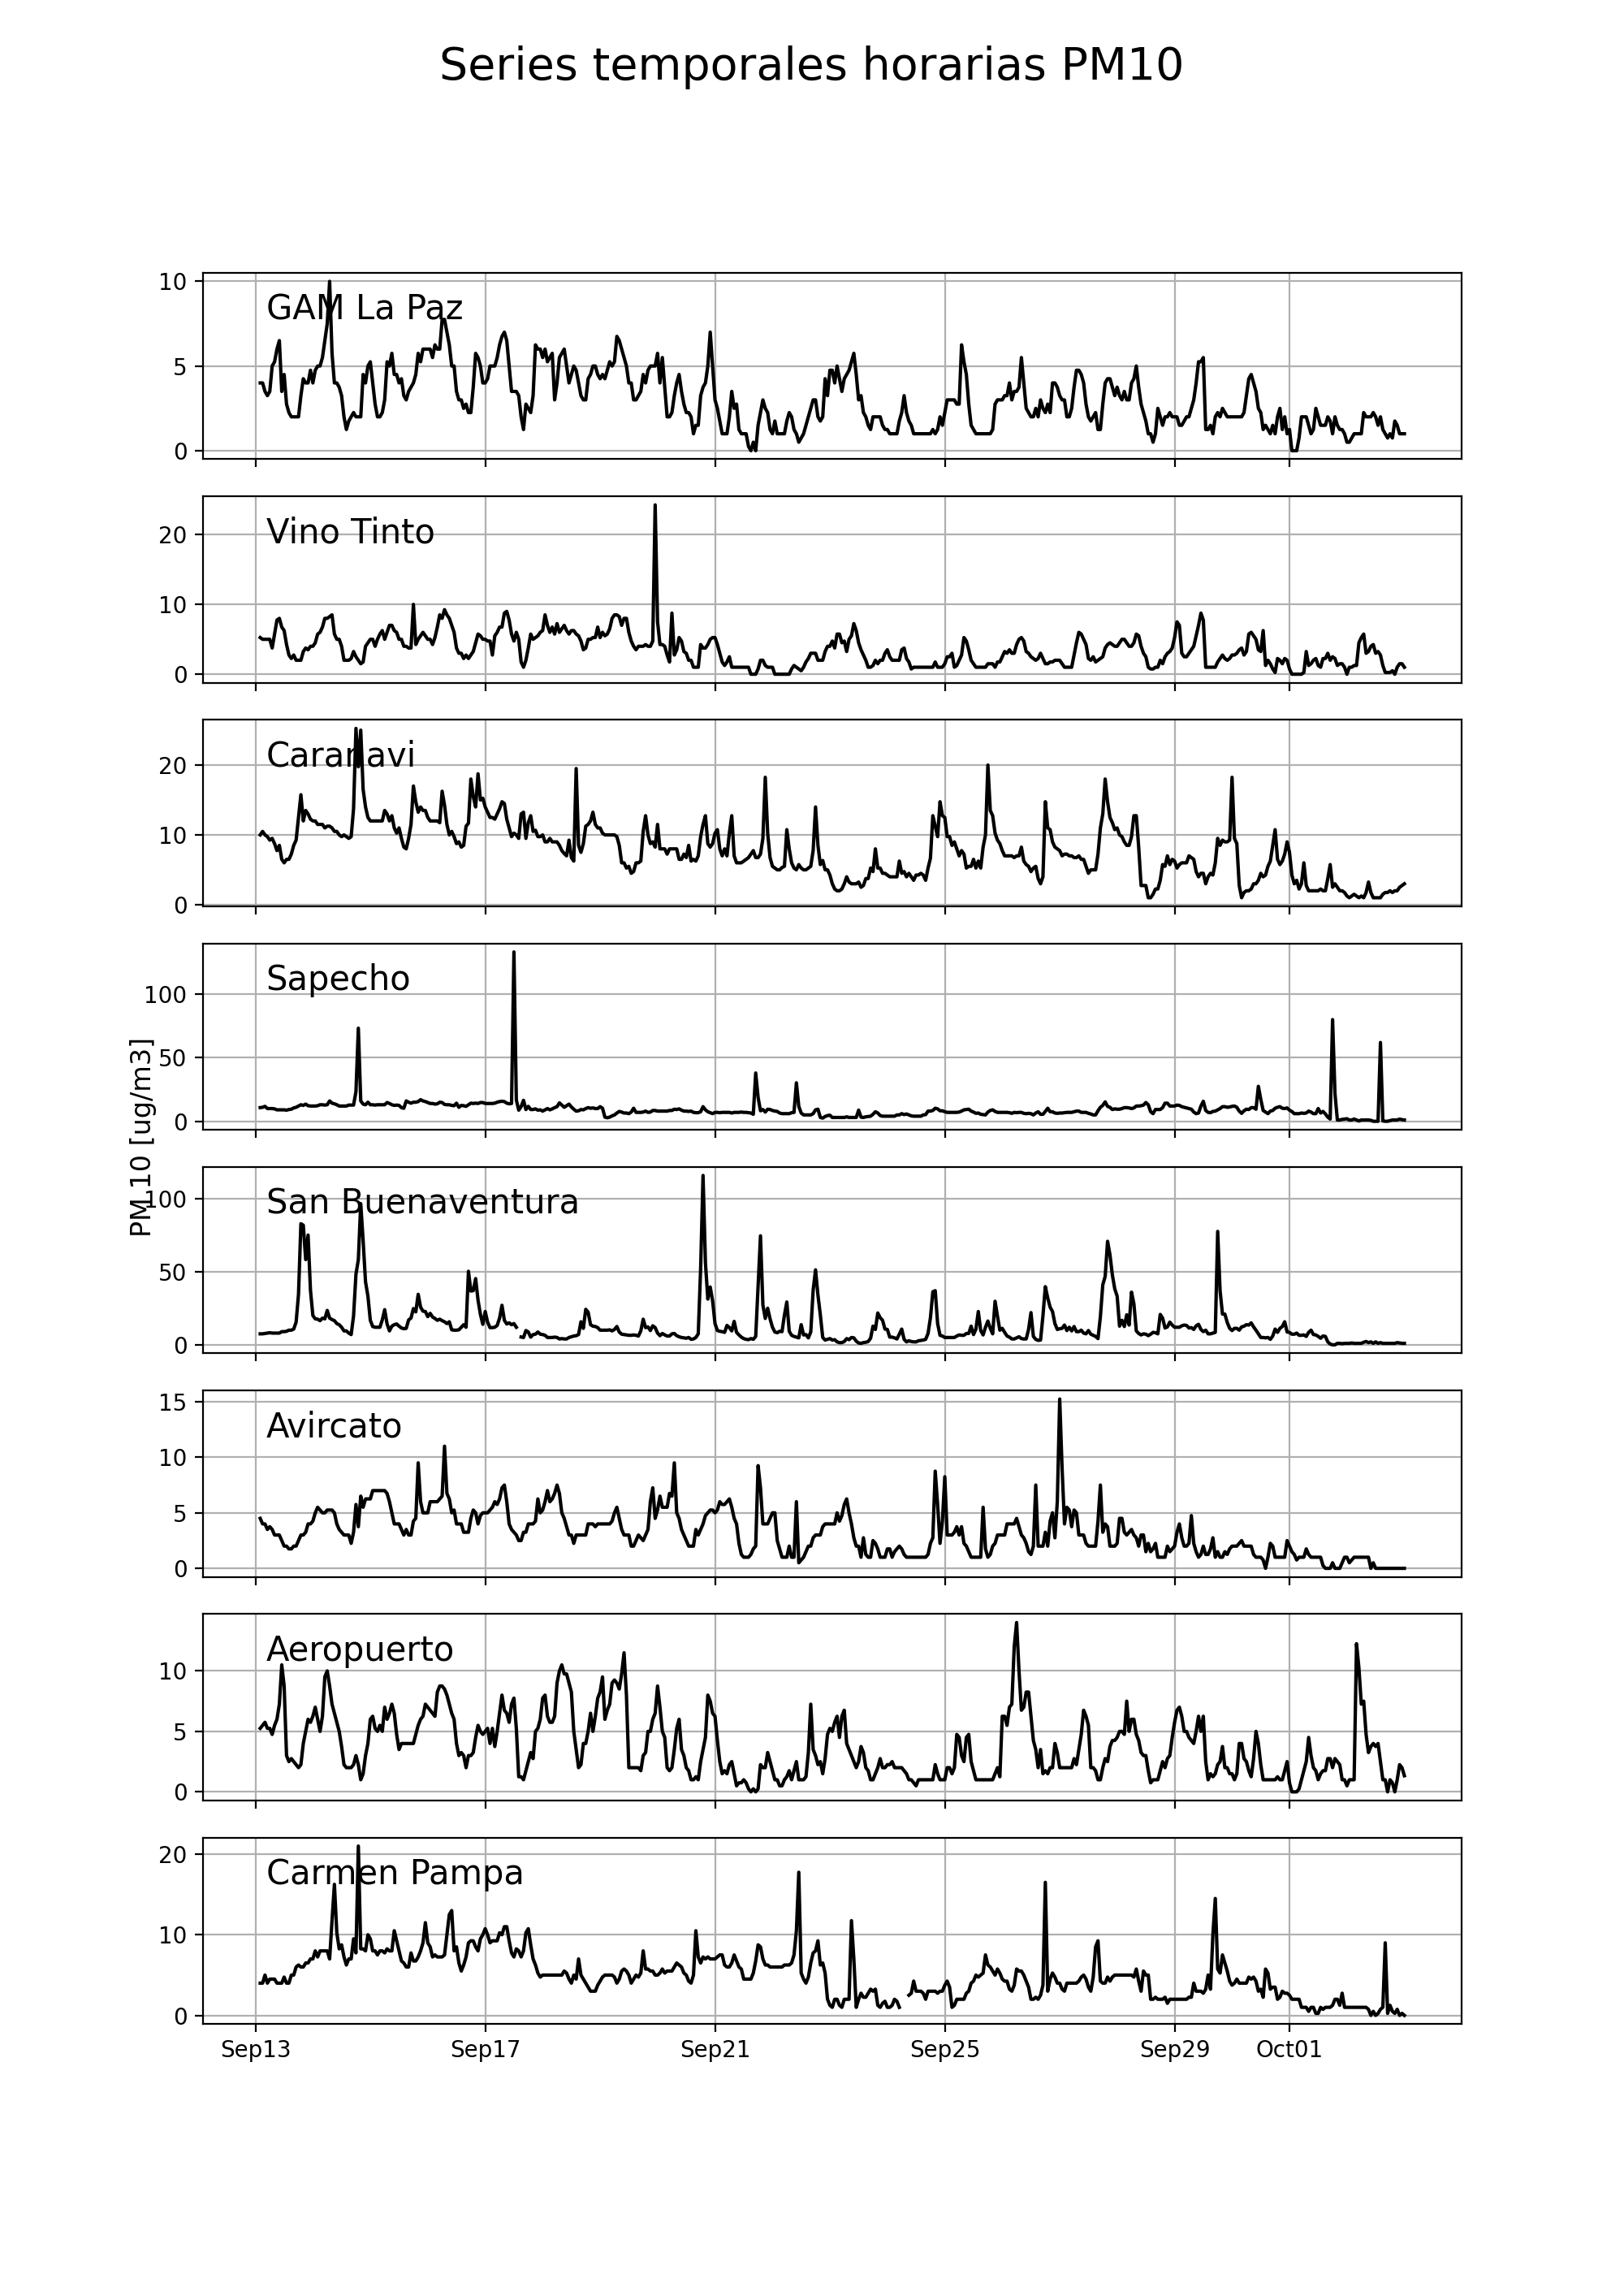 Series temporales horarias PM10
10
5
0
GAM La Paz
20
10
0
Vino Tinto
20
10
0
Caranavi
100
50
0
Sapecho
PM 10 [ug/m3]
100
50
0
San Buenaventura
15
10
5
0
Avircato
10
5
0
Aeropuerto
20
10
0
Carmen Pampa
Sep13 Sep17 Sep21 Sep25 Sep29 Oct01